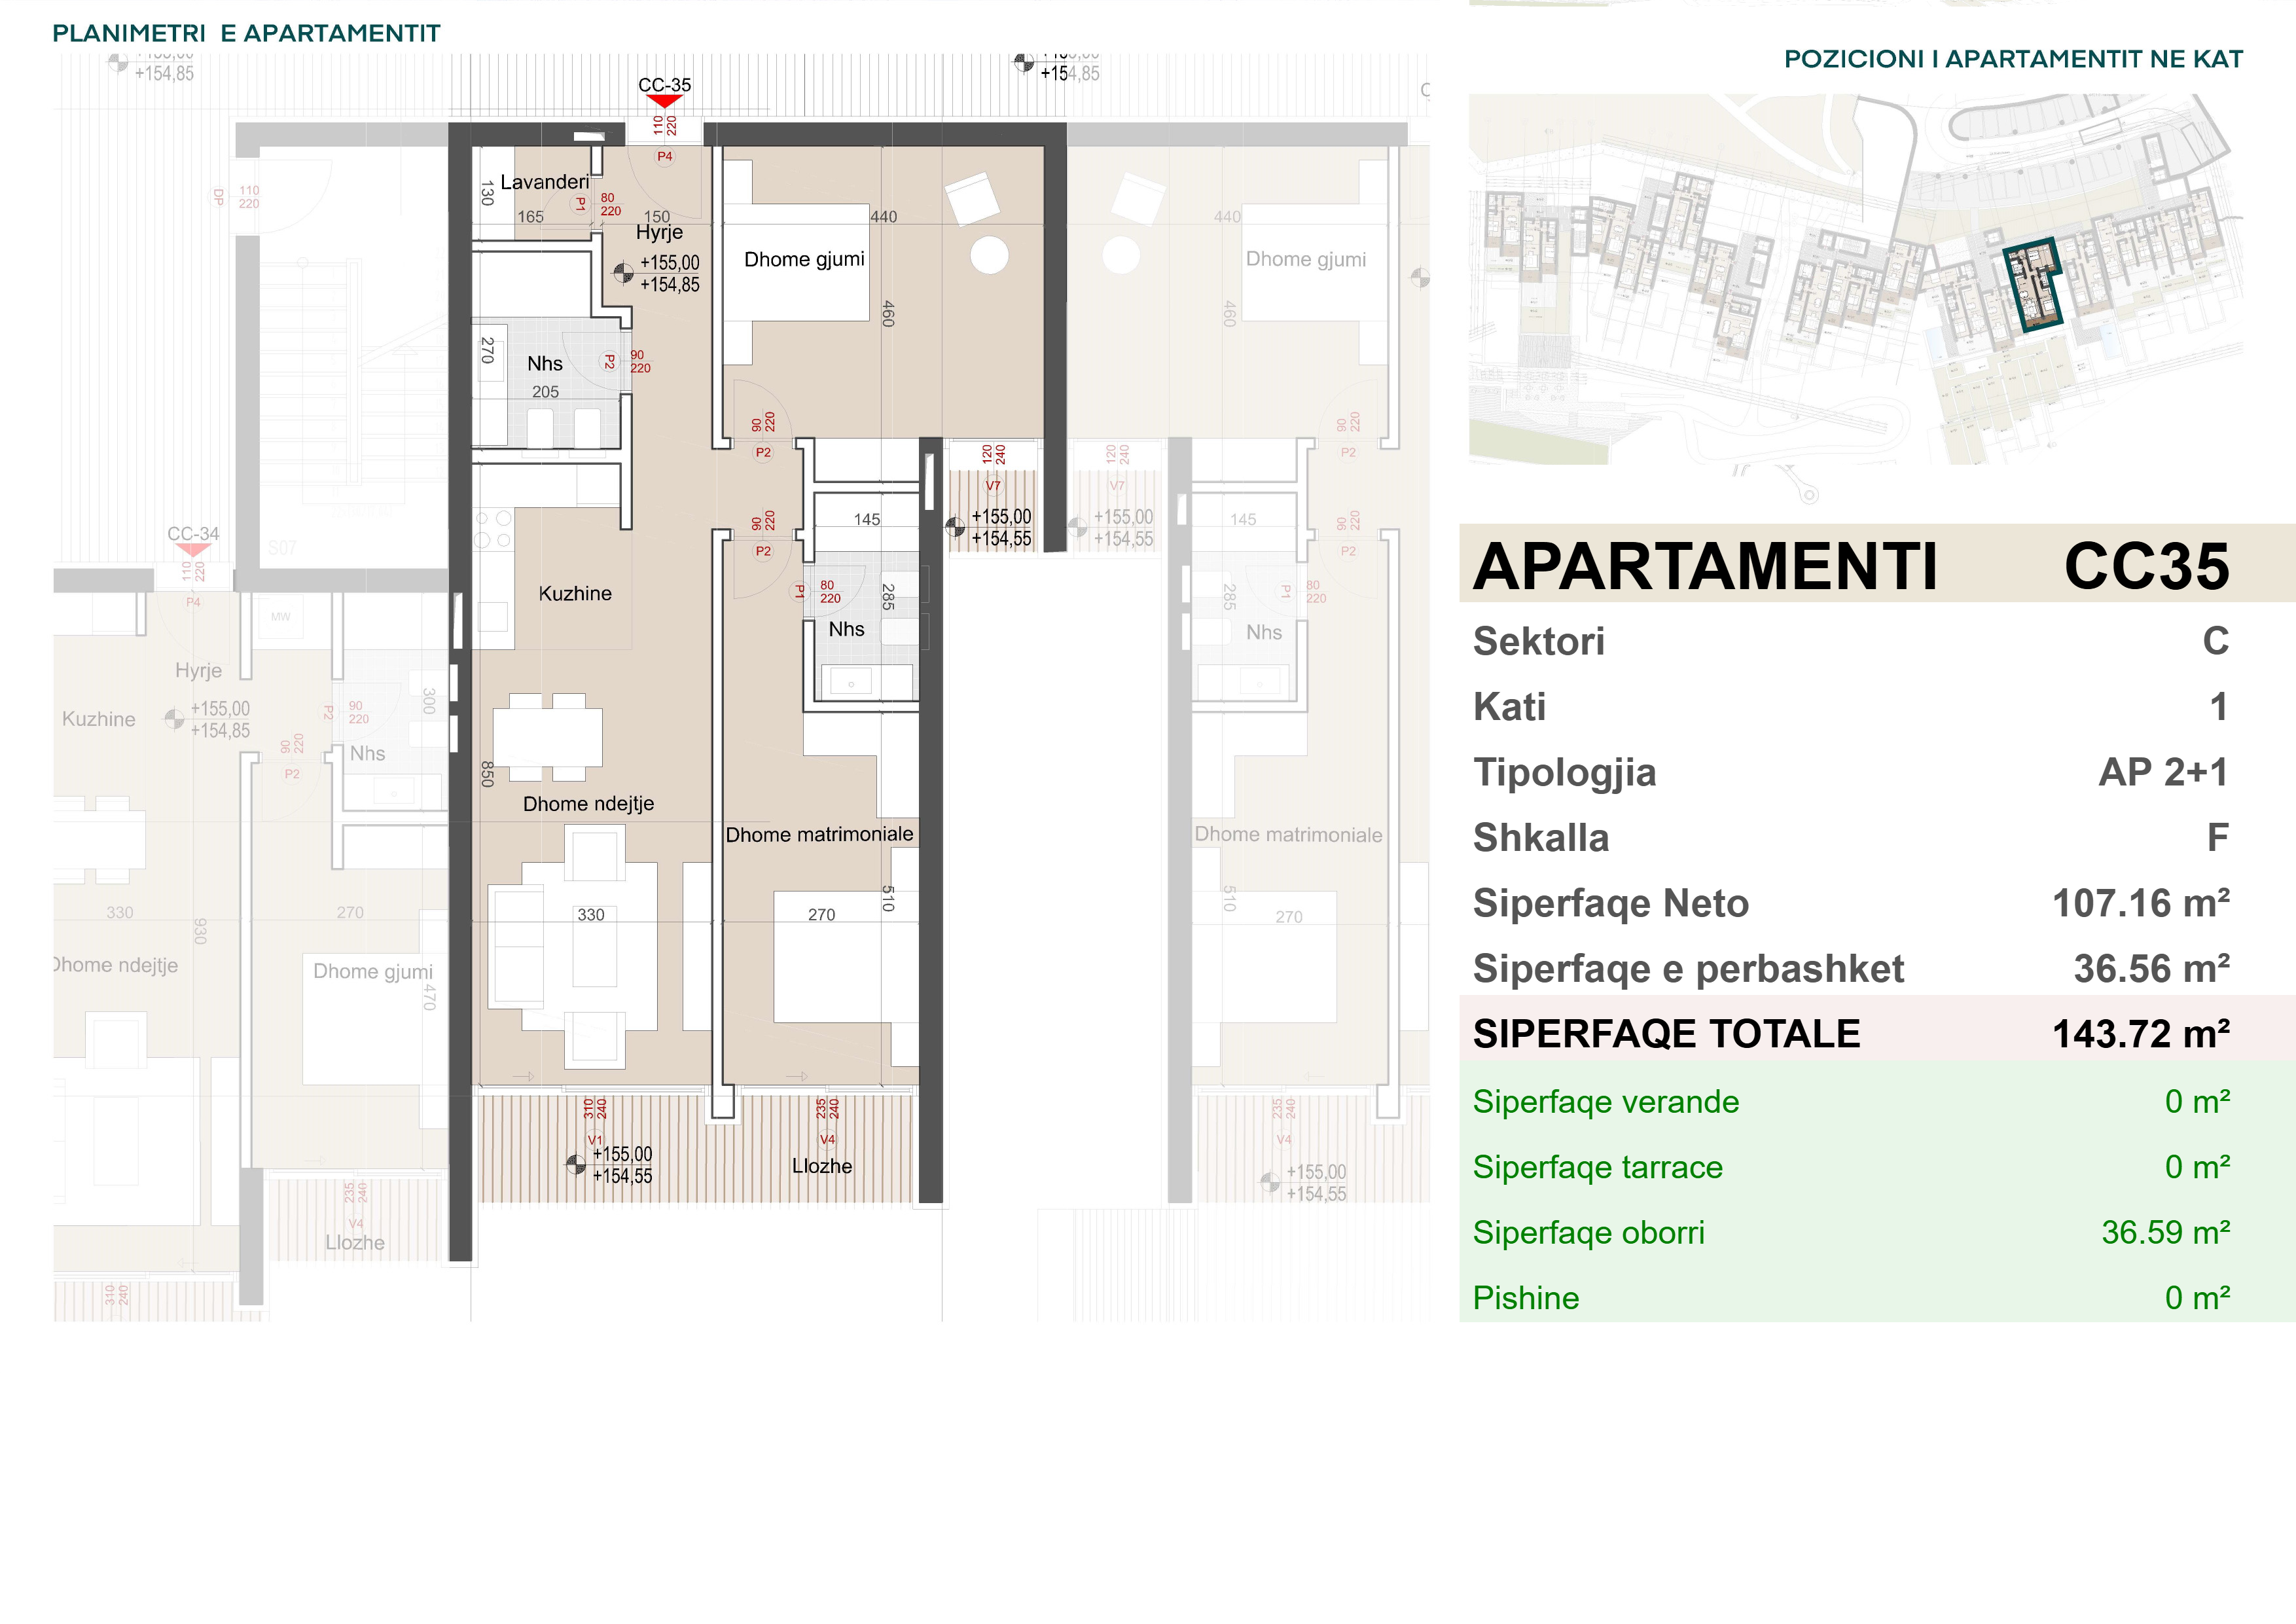 PLANIMETRI E APARTAMENTIT
POZICIONI I APARTAMENTIT NE KAT
+154,85
+154,85
CC-35
110
220
P4
Lavanderi
130
165
P1
80
220
150
Hyrje
+155,00
+154,85
440
Dhome gjumi
460
DP
110
220
440
Dhome gjumi
460
270
Nhs
205
P2
90
220
90
220
P2
120
240
V7
+155,00
+154,55
120
240
V7
+155,00
+154,55
90
220
P2
145
90
220
P2
145
90
220
P2
CC-34
S07
110
220
P4
Kuzhine
P1
80
220
285
Nhs
285
P1
80
220
Nhs
MW
Hyrje
Kuzhine
+155,00
+154,85
P2
90
220
300
Nhs
90
220
P2
850
Dhome ndejtje
Dhome matrimoniale
Dhome matrimoniale
330
930
270
330
270
510
510
270
Dhome ndejtje
Dhome gjumi
470
310
240
V1
+155,00
+154,55
235
240
V4
Llozhe
235
240
V4
+155,00
+154,55
235
240
V4
Llozhe
310
240
APARTAMENTI CC35
Sektori C
Kati 1
Tipologjia AP 2+1
Shkalla F
Siperfaqe Neto 107.16 m²
Siperfaqe e perbashket 36.56 m²
SIPERFAQE TOTALE 143.72 m²
Siperfaqe verande 0 m²
Siperfaqe tarrace 0 m²
Siperfaqe oborri 36.59 m²
Pishine 0 m²